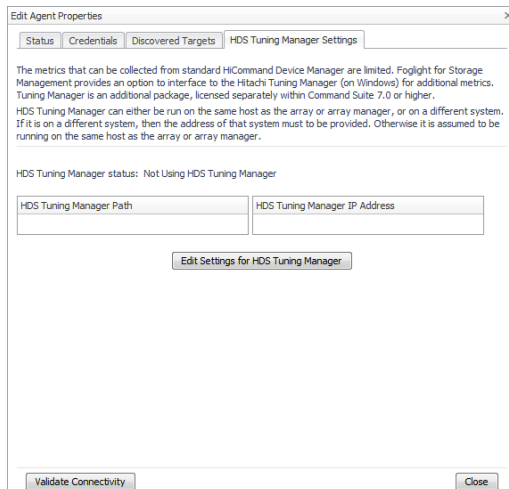 Edit Agent Properties
Status Credentials Discovered Targets HDS Tuning Manager Settings
The metrics that can be collected from standard HiCommand Device Manager are limited. Foglight for Storage
Management provides an option to interface to the Hitachi Tuning Manager (on Windows) for additional metrics.
Tuning Manager is an additional package, licensed separately within Command Suite 7.0 or higher.
HDS Tuning Manager can either be run on the same host as the array or array manager, or on a different system.
If it is on a different system, then the address of that system must to be provided. Otherwise it is assumed to be
running on the same host as the array or array manager.
HDS Tuning Manager status: Not Using HDS Tuning Manager
HDS Tuning Manager Path HDS Tuning Manager IP Address
Edit Settings for HDS Tuning Manager
Validate Connectivity Close